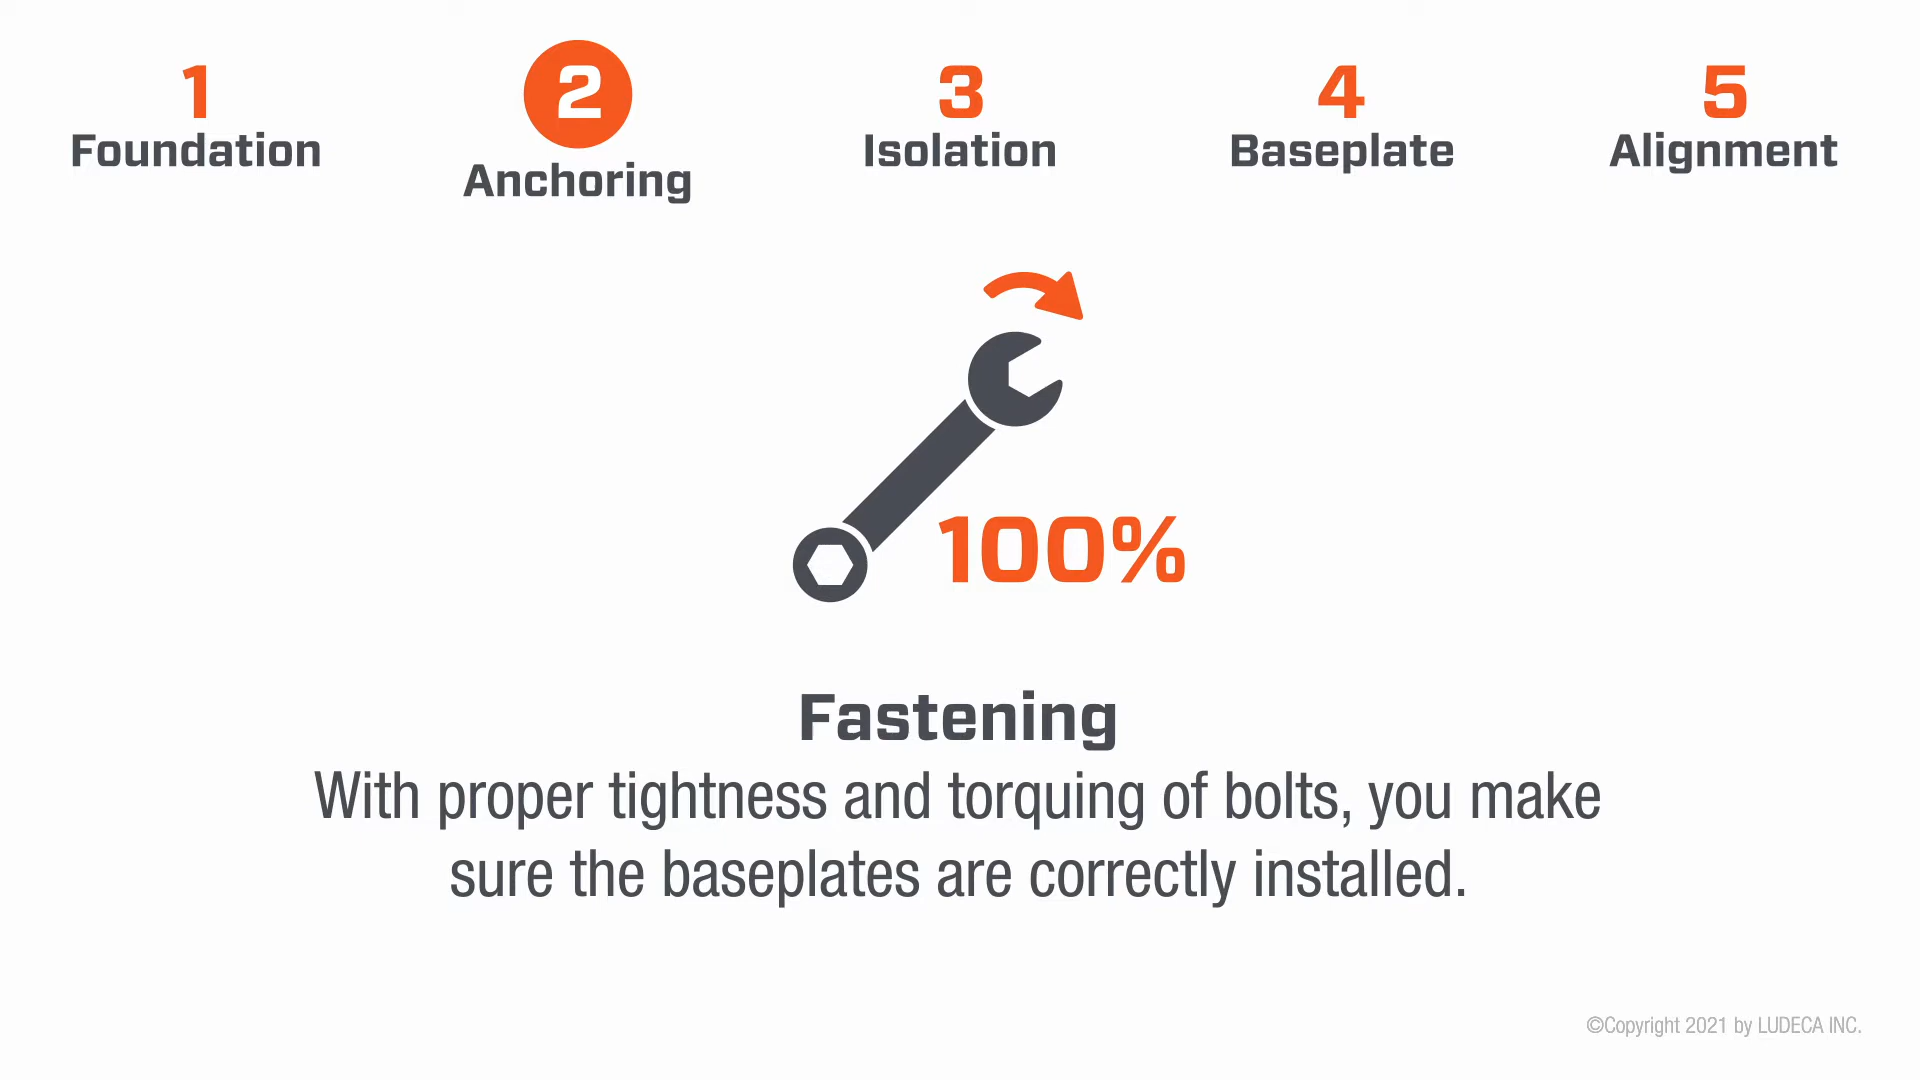 1
Foundation
2
Anchoring
3
Isolation
4
Baseplate
5
Alignment
100%
Fastening
With proper tightness and torquing of bolts, you make
sure the baseplates are correctly installed.
©Copyright 2021 by LUDECA INC.